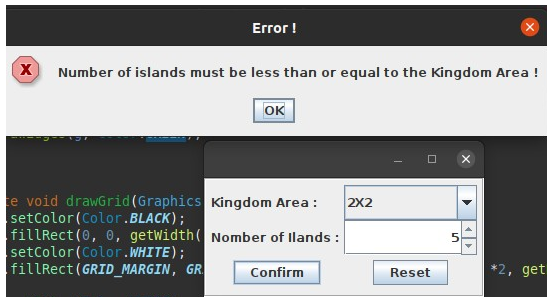 Error !
Number of islands must be less than or equal to the Kingdom Area !
OK
te void drawGrid(Graphics
.setColor(Color.BLACK);
.fillRect(0, 0, getWidth(
.setColor(Color.WHITE);
.fillRect(GRID_MARGIN, GR
*2, get
Kingdom Area :
2X2
Nomber of Ilands :
5
Confirm
Reset